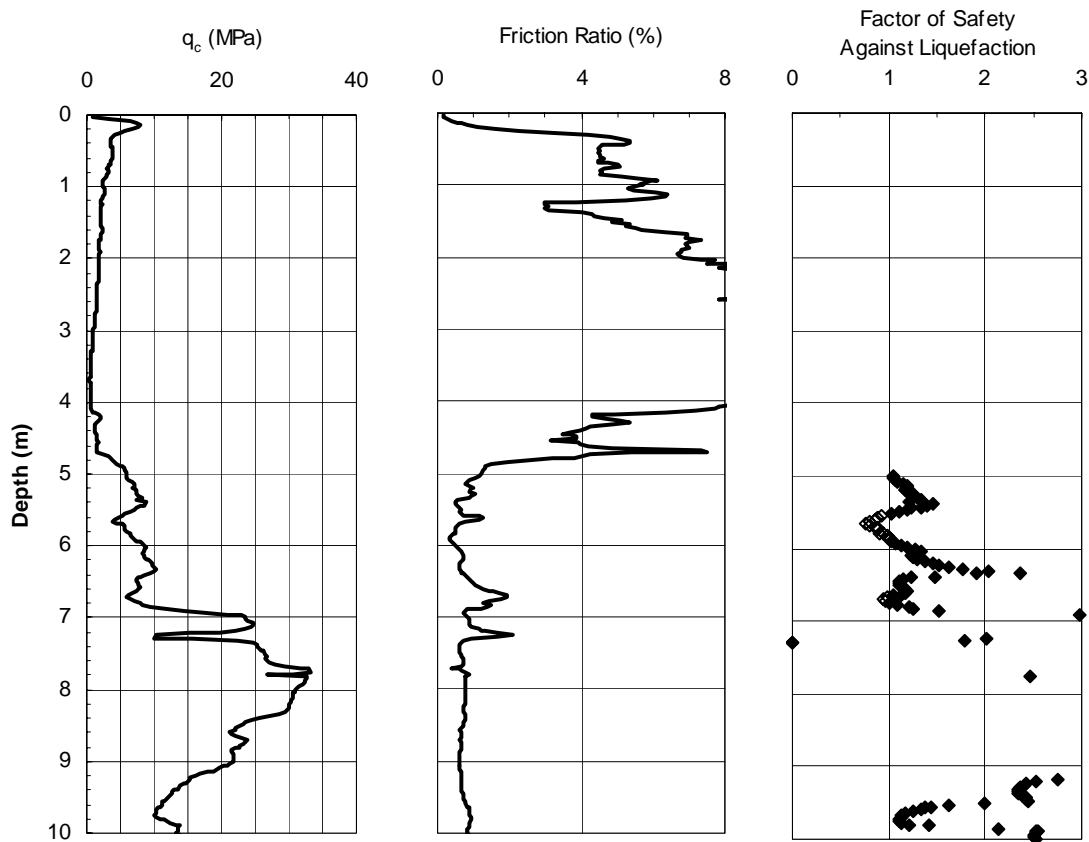 q_c (MPa)
Friction Ratio (%)
Factor of Safety
Against Liquefaction
0 20 40
0 4 8
0 1 2 3
0
1
2
3
4
5
6
7
8
9
10
Depth (m)